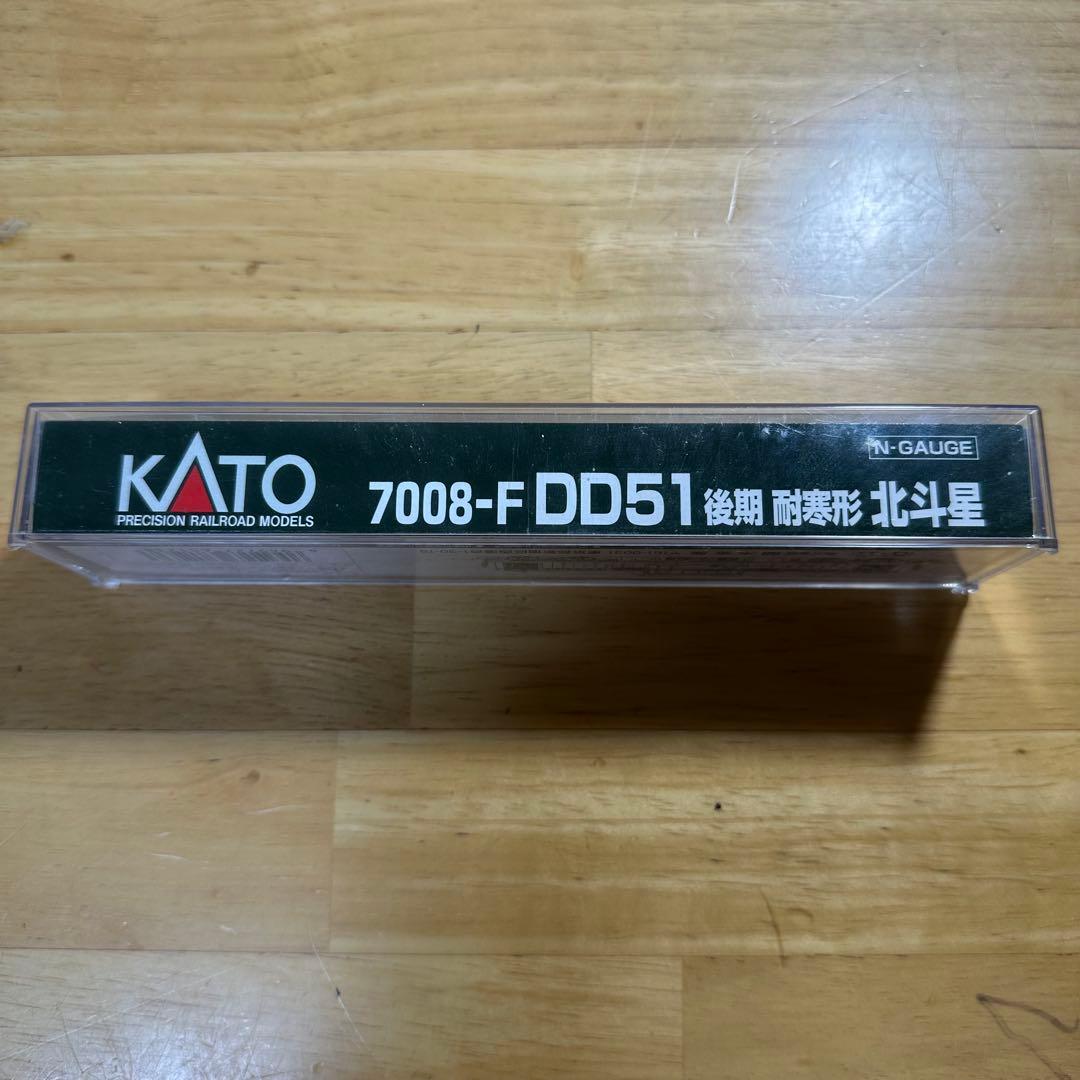 N-GAUGE
KATO 7008-F DD51 後期 耐寒形 北斗星
PRECISION RAILROAD MODELS